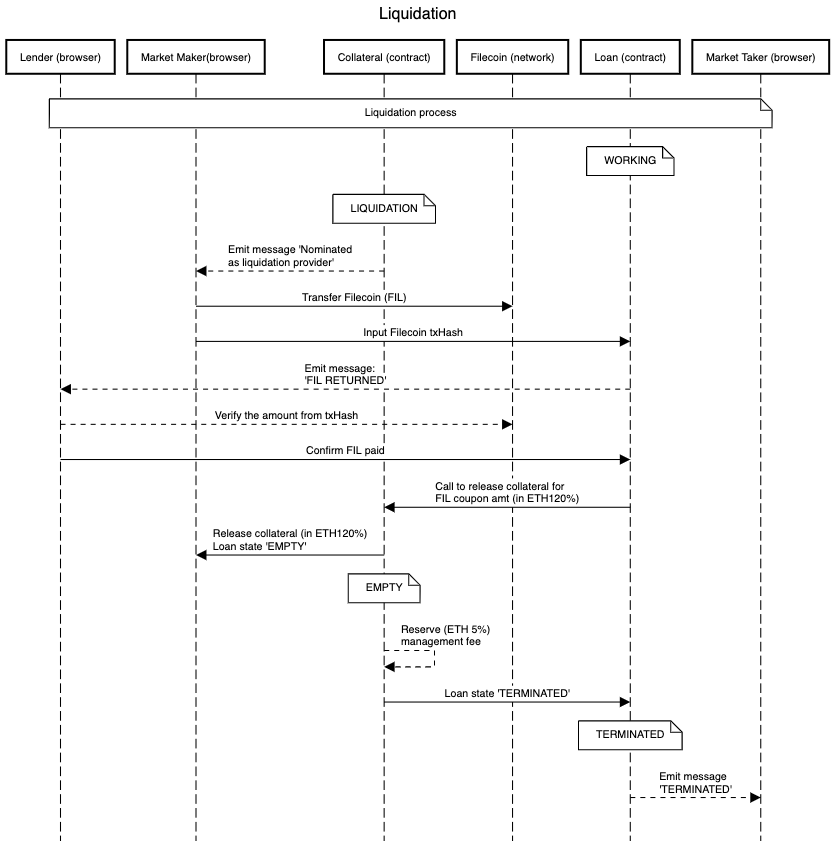 Liquidation
Lender (browser)
Market Maker(browser)
Collateral (contract)
Filecoin (network)
Loan (contract)
Market Taker (browser)
Liquidation process
WORKING
LIQUIDATION
Emit message 'Nominated
as liquidation provider'
Transfer Filecoin (FIL)
Input Filecoin txHash
Emit message:
'FIL RETURNED'
Verify the amount from txHash
Confirm FIL paid
Call to release collateral for
FIL coupon amt (in ETH120%)
Release collateral (in ETH120%)
Loan state 'EMPTY'
EMPTY
Reserve (ETH 5%)
management fee
Loan state 'TERMINATED'
TERMINATED
Emit message
'TERMINATED'